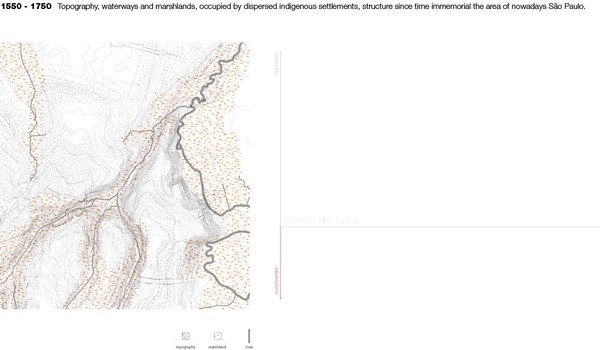 1550 - 1750 Topography, waterways and marshlands, occupied by dispersed indigenous settlements, structure since time immemorial the area of nowadays São Paulo.
topography marshland river